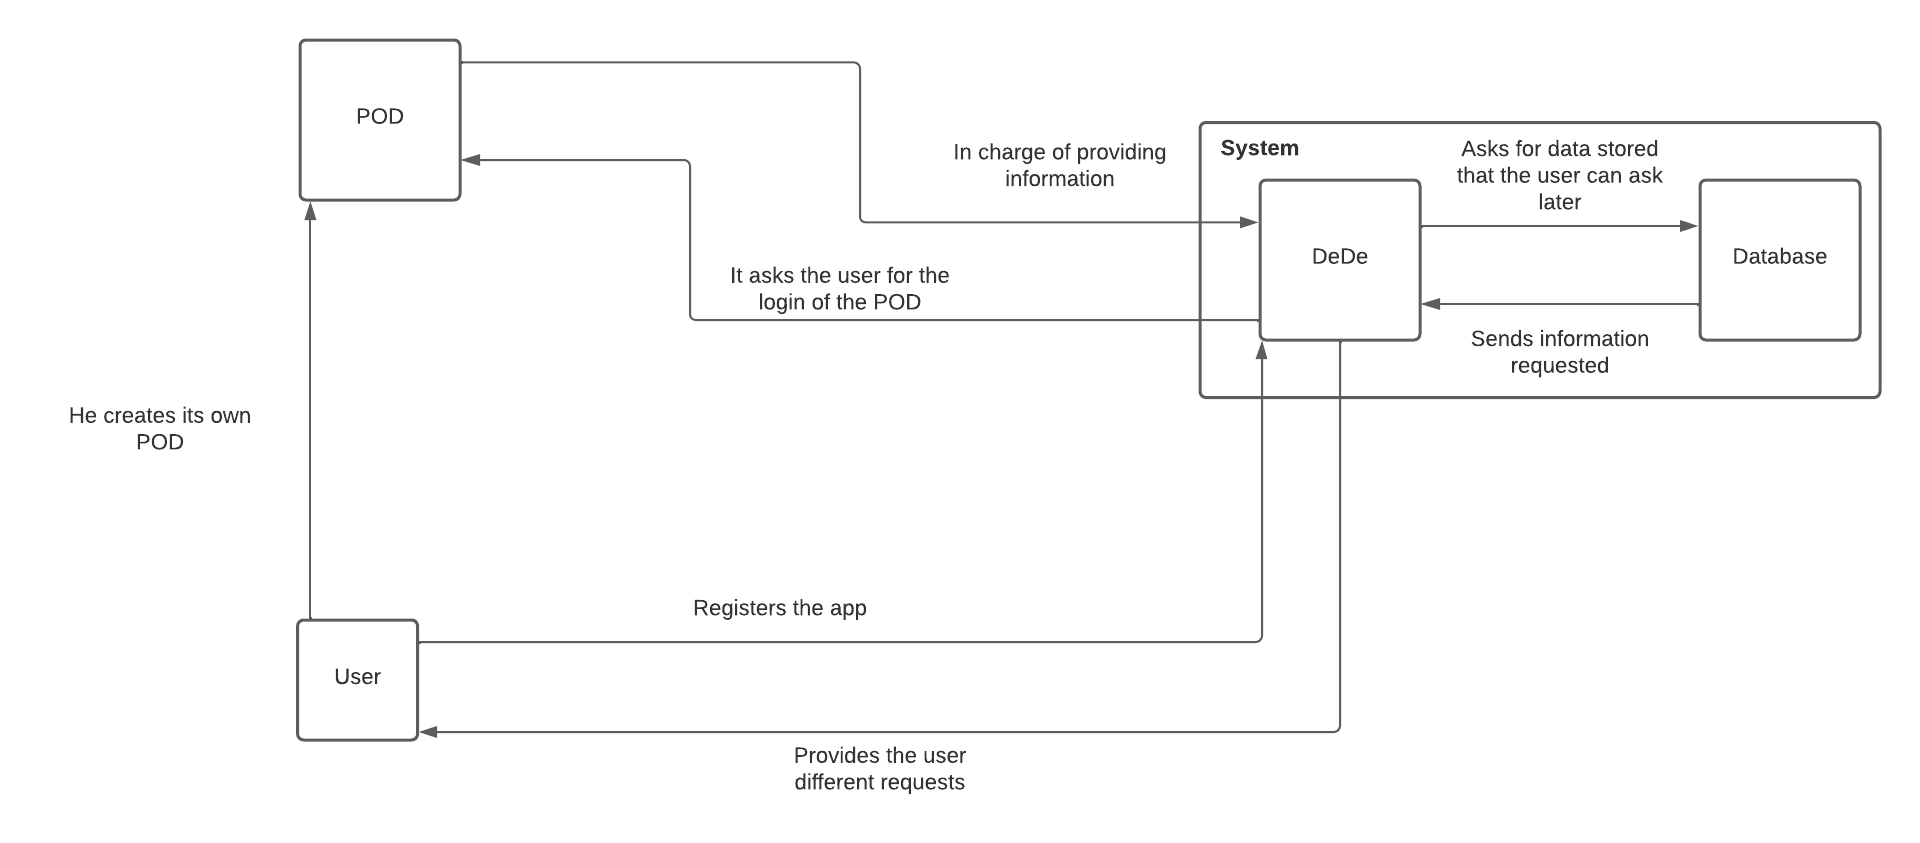 POD
In charge of providing
information
System
Asks for data stored
that the user can ask
later
DeDe
Database
It asks the user for the
login of the POD
Sends information
requested
He creates its own
POD
Registers the app
User
Provides the user
different requests